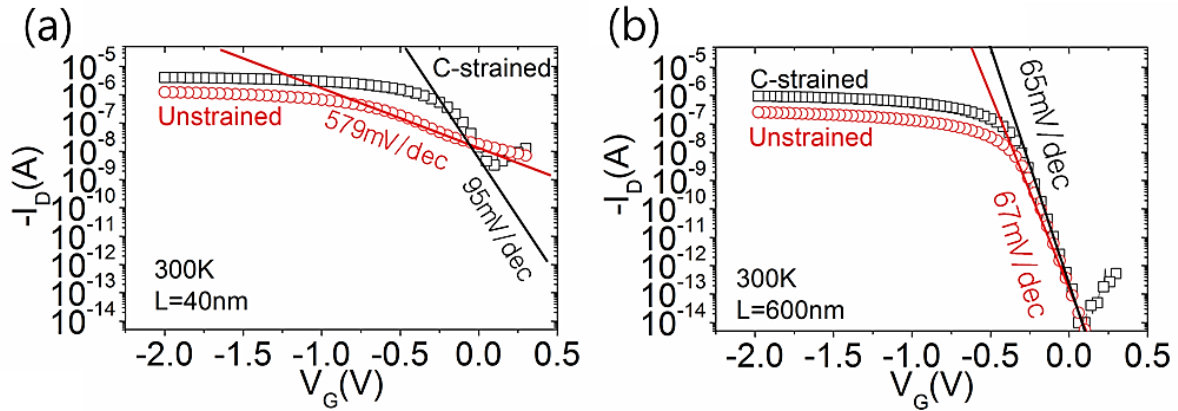 (a)
10⁻⁵
10⁻⁶
10⁻⁷
10⁻⁸
10⁻⁹
10⁻¹⁰
10⁻¹¹
10⁻¹²
10⁻¹³
10⁻¹⁴
-I_D(A)
C-strained
Unstrained
579mV/dec
95mV/dec
300K
L=40nm
-2.0 -1.5 -1.0 -0.5 0.0 0.5
V_G(V)
(b)
10⁻⁵
10⁻⁶
10⁻⁷
10⁻⁸
10⁻⁹
10⁻¹⁰
10⁻¹¹
10⁻¹²
10⁻¹³
10⁻¹⁴
-I_D(A)
C-strained
Unstrained
65mV/dec
67mV/dec
300K
L=600nm
-2.0 -1.5 -1.0 -0.5 0.0 0.5
V_G(V)